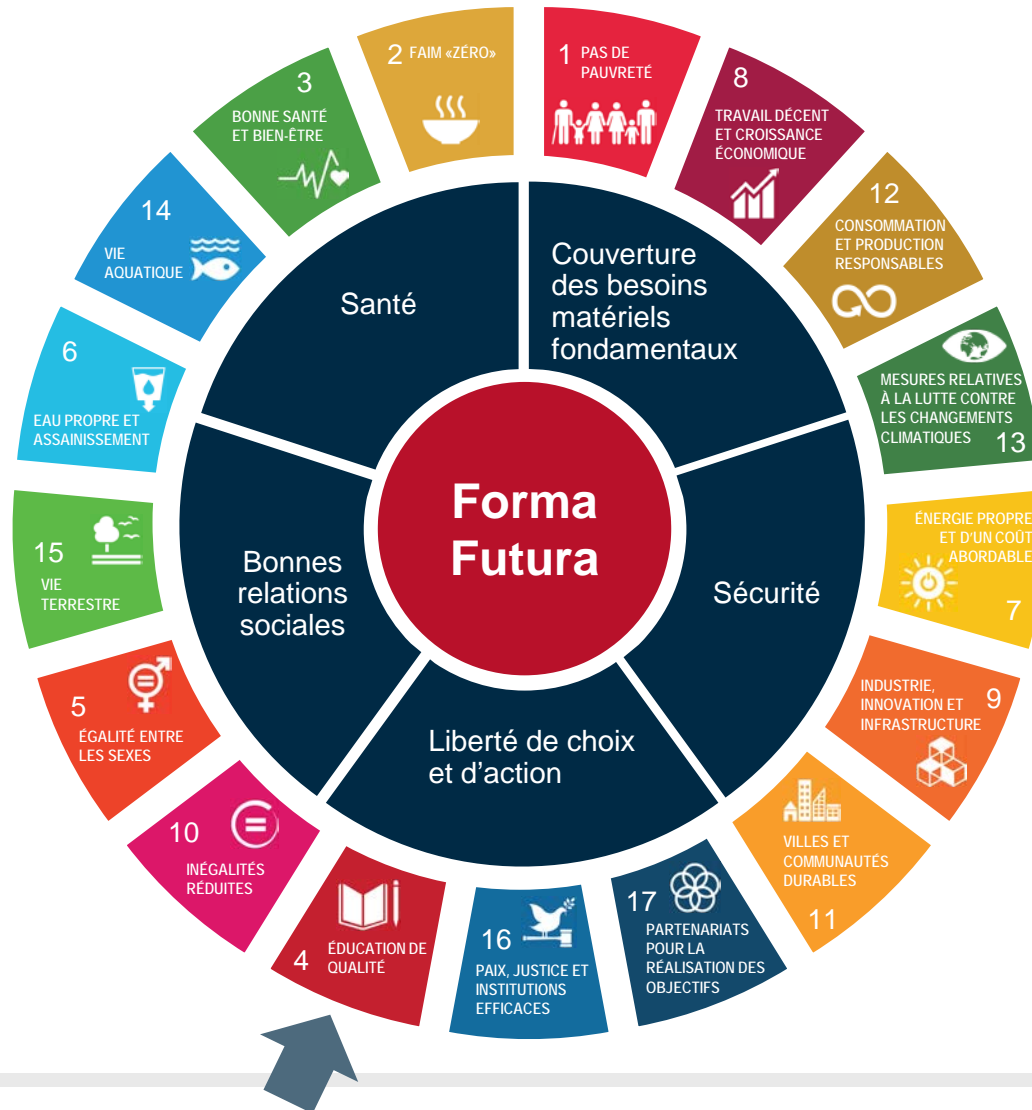 1 PAS DE
PAUVRETÉ
8
TRAVAIL DÉCENT
ET CROISSANCE
ÉCONOMIQUE
12
CONSOMMATION
ET PRODUCTION
RESPONSABLES
MESURES RELATIVES
À LA LUTTE CONTRE
LES CHANGEMENTS
CLIMATIQUES 13
ÉNERGIE PROPRE
ET D'UN COÛT
ABORDABLE
7
INDUSTRIE,
INNOVATION ET
INFRASTRUCTURE
9
VILLES ET
COMMUNAUTÉS
DURABLES
11
17
PARTENARIATS
POUR LA
RÉALISATION DES
OBJECTIFS
16
PAIX, JUSTICE ET
INSTITUTIONS
EFFICACES
4 ÉDUCATION DE
QUALITÉ
10
INÉGALITÉS
RÉDUITES
5
ÉGALITÉ ENTRE
LES SEXES
15
VIE
TERRESTRE
6
EAU PROPRE ET
ASSAINISSEMENT
14
VIE
AQUATIQUE
3
BONNE SANTÉ
ET BIEN-ÊTRE
2 FAIM «ZÉRO»
Santé
Couverture
des besoins
matériels
fondamentaux
Sécurité
Liberté de choix
et d'action
Bonnes
relations
sociales
Forma
Futura